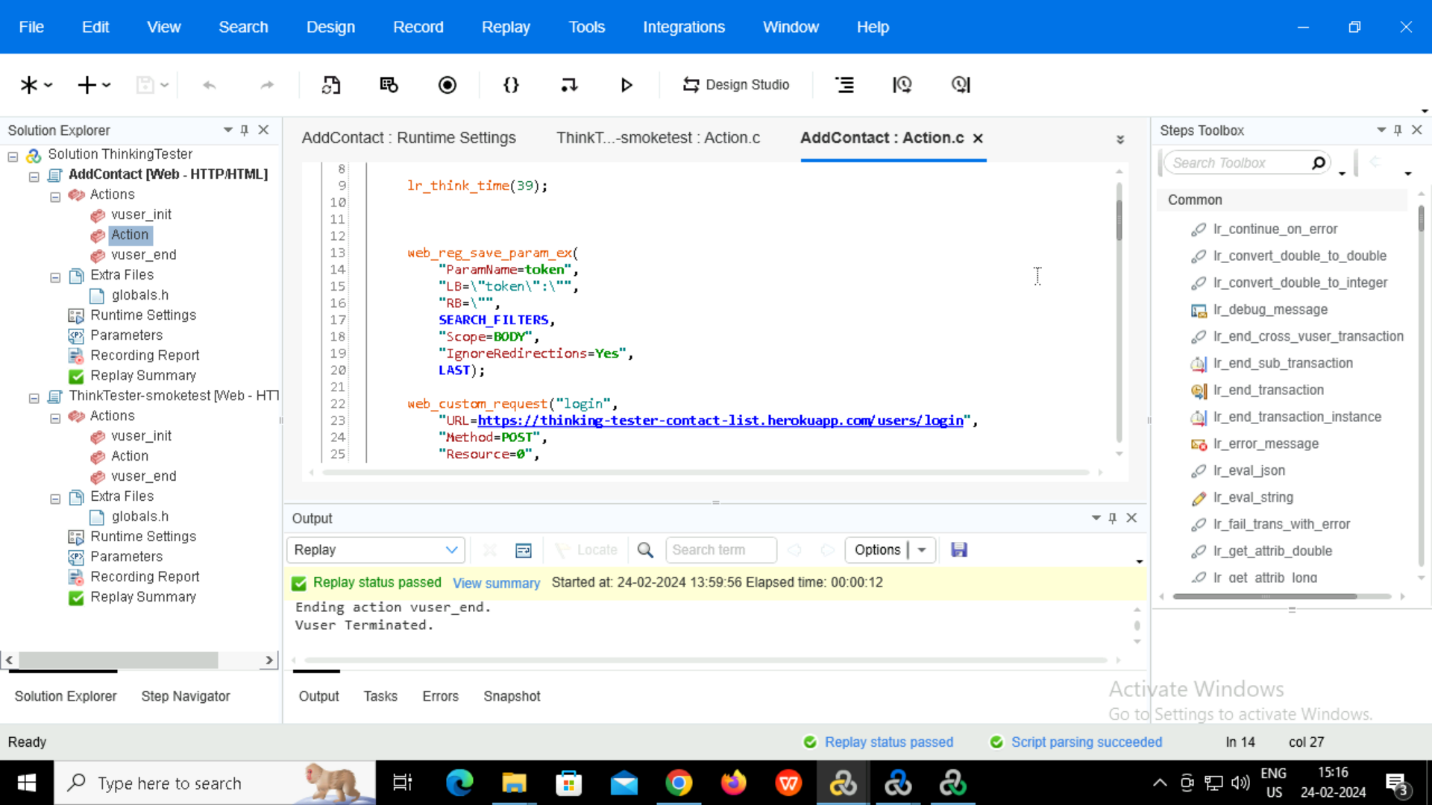 File Edit View Search Design Record Replay Tools Integrations Window Help
Design Studio
Solution Explorer
Solution ThinkingTester
AddContact [Web - HTTP/HTML]
Actions
vuser_init
Action
vuser_end
Extra Files
globals.h
Runtime Settings
Parameters
Recording Report
Replay Summary
ThinkTester-smoketest [Web - HTT
Actions
vuser_init
Action
vuser_end
Extra Files
globals.h
Runtime Settings
Parameters
Recording Report
Replay Summary
Solution Explorer Step Navigator
AddContact : Runtime Settings ThinkT...-smoketest : Action.c AddContact : Action.c
8
9 lr_think_time(39);
10
11
12
13 web_reg_save_param_ex(
14 "ParamName=token",
15 "LB=\"token\":\"",
16 "RB=\"",
17 SEARCH_FILTERS,
18 "Scope=BODY",
19 "IgnoreRedirections=Yes",
20 LAST);
21
22 web_custom_request("login",
23 "URL=https://thinking-tester-contact-list.herokuapp.com/users/login",
24 "Method=POST",
25 "Resource=0",
Output
Replay Locate Search term Options
Replay status passed View summary Started at: 24-02-2024 13:59:56 Elapsed time: 00:00:12
Ending action vuser_end.
Vuser Terminated.
Output Tasks Errors Snapshot
Steps Toolbox
Search Toolbox
Common
lr_continue_on_error
lr_convert_double_to_double
lr_convert_double_to_integer
lr_debug_message
lr_end_cross_vuser_transaction
lr_end_sub_transaction
lr_end_transaction
lr_end_transaction_instance
lr_error_message
lr_eval_json
lr_eval_string
lr_fail_trans_with_error
lr_get_attrib_double
lr_get_attrib_long
Activate Windows
Go to Settings to activate Windows.
Ready Replay status passed Script parsing succeeded ln 14 col 27
Type here to search
ENG
US
15:16
24-02-2024
3